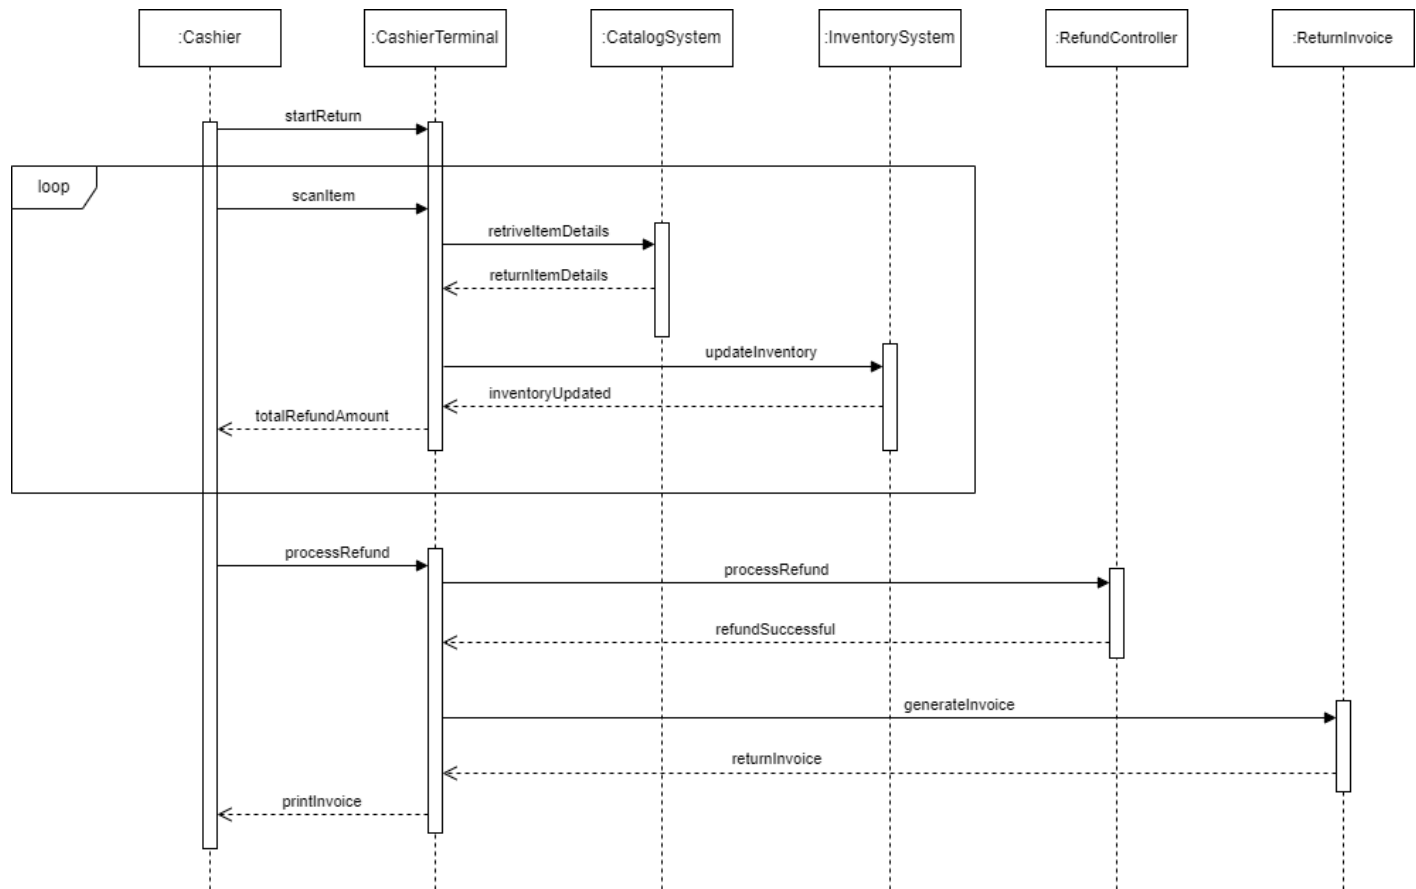 :Cashier
:CashierTerminal
:CatalogSystem
:InventorySystem
:RefundController
:ReturnInvoice
startReturn
loop
scanItem
retriveItemDetails
returnItemDetails
updateInventory
inventoryUpdated
totalRefundAmount
processRefund
processRefund
refundSuccessful
generateInvoice
returnInvoice
printInvoice